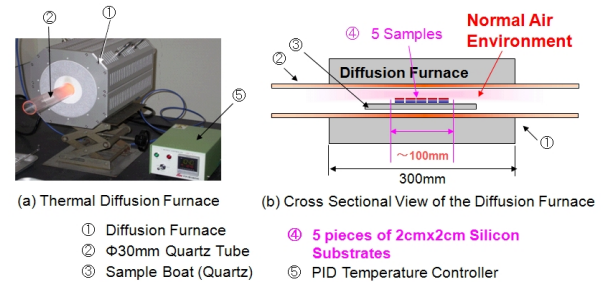 ② ① Normal Air
④ 5 Samples Environment
③
② Diffusion Furnace
⑤
①
~100mm
300mm
(a) Thermal Diffusion Furnace (b) Cross Sectional View of the Diffusion Furnace
① Diffusion Furnace
② Φ30mm Quartz Tube
③ Sample Boat (Quartz)
④ 5 pieces of 2cmx2cm Silicon
Substrates
⑤ PID Temperature Controller